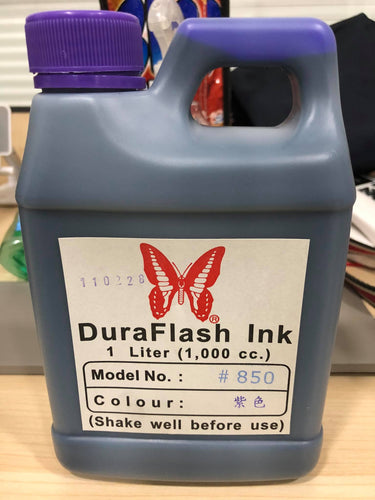 110228
®
DuraFlash Ink
1 Liter (1,000 cc.)
Model No. : #850
Colour: 紫色
(Shake well before use)